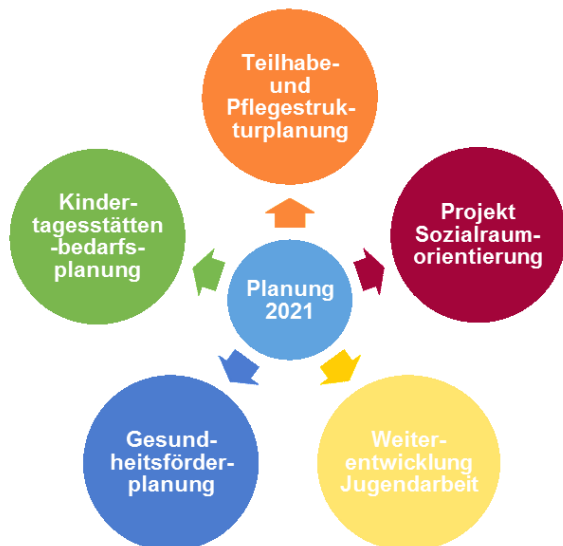 Teilhabe-
und
Pflegestruk-
turplanung
Projekt
Sozialraum-
orientierung
Weiter-
entwicklung
Jugendarbeit
Gesund-
heitsförder-
planung
Kinder-
tagesstätten
-bedarfs-
planung
Planung
2021